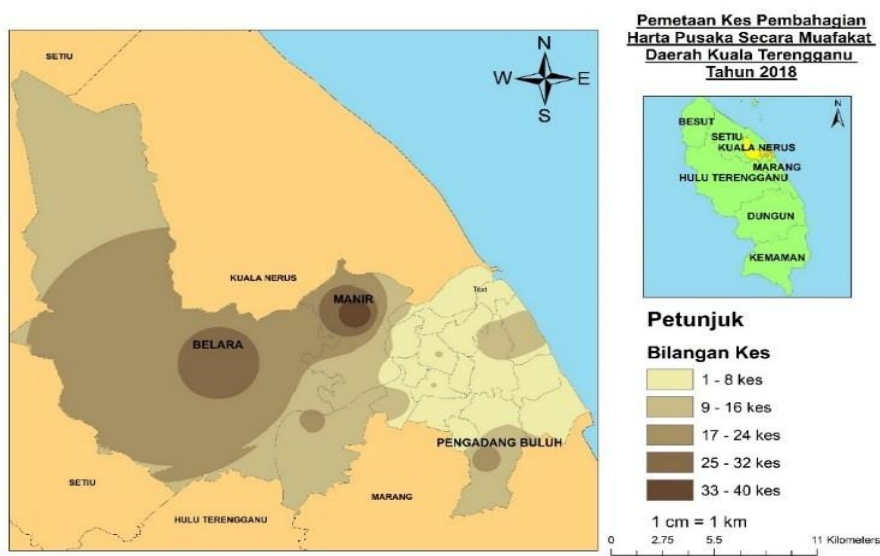 Pemetaan Kes Pembahagian
Harta Pusaka Secara Muafakat
Daerah Kuala Terengganu
Tahun 2018
SETIU
N
W
E
S
KUALA NERUS
MANIR
Text
BELARA
PENGADANG BULUH
SETIU
MARANG
HULU TERENGGANU
N
BESUT
SETIU
KUALA NERUS
MARANG
HULU TERENGGANU
DUNGUN
KEMAMAN
Petunjuk
Bilangan Kes
1 - 8 kes
9 - 16 kes
17 - 24 kes
25 - 32 kes
33 - 40 kes
1 cm = 1 km
0 2.75 5.5 11 Kilometers